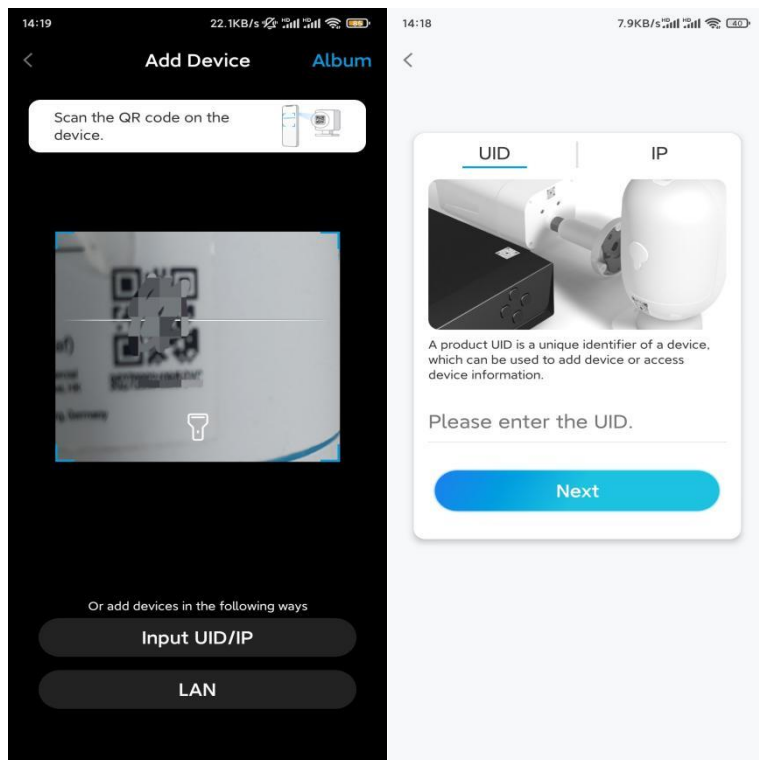 14:19
22.1KB/s
Add Device
Album
Scan the QR code on the
device.
Or add devices in the following ways
Input UID/IP
LAN
14:18
7.9KB/s
40
UID
IP
A product UID is a unique identifier of a device,
which can be used to add device or access
device information.
Please enter the UID.
Next